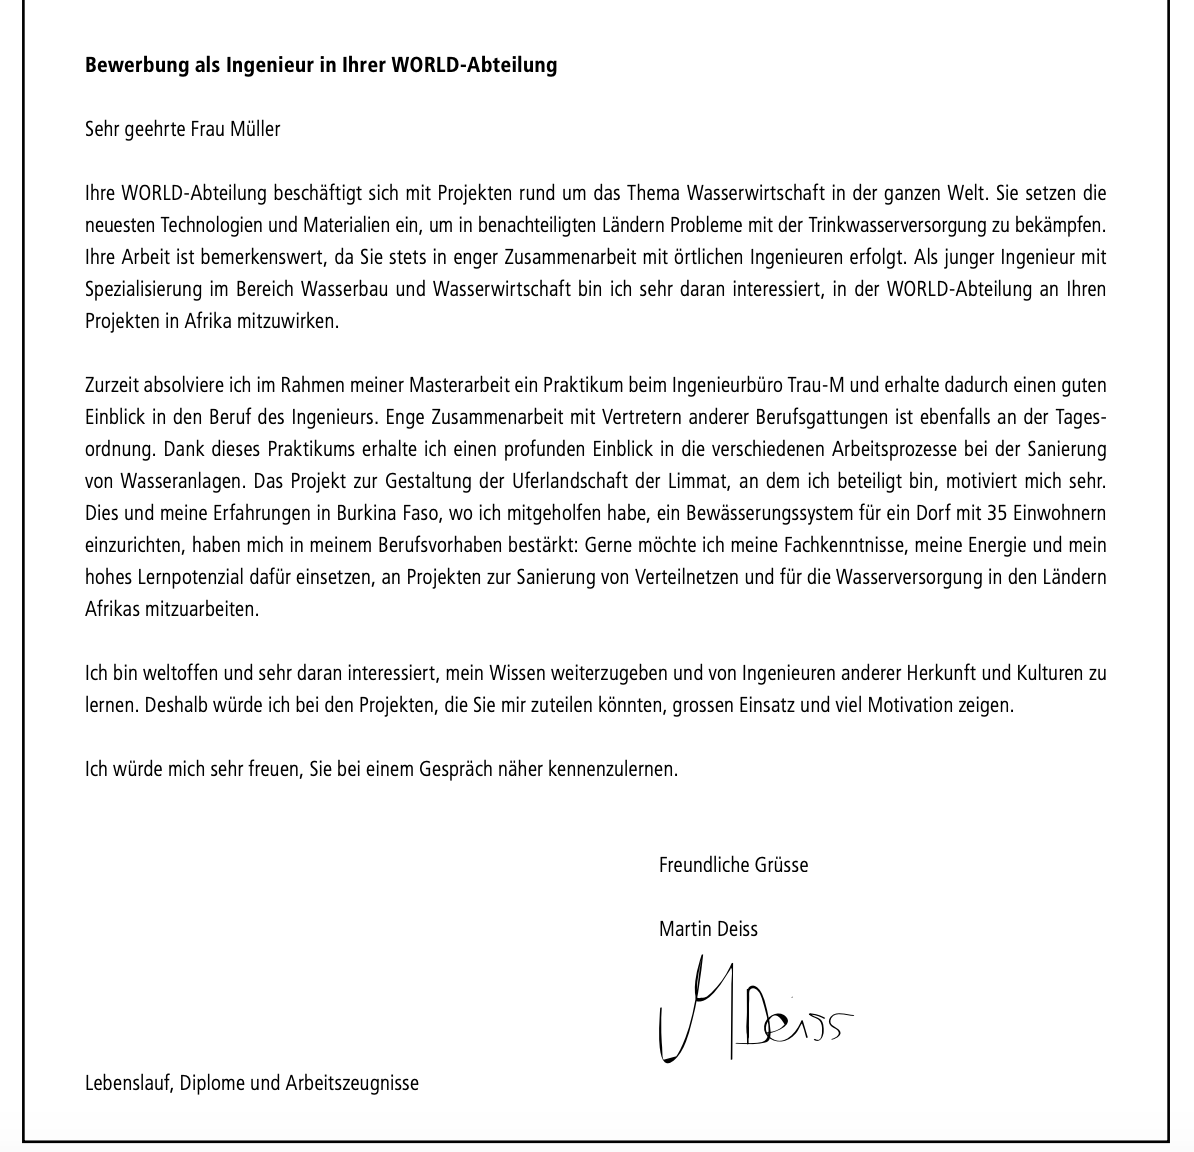 Bewerbung als Ingenieur in Ihrer WORLD-Abteilung
Sehr geehrte Frau Müller
Ihre WORLD-Abteilung beschäftigt sich mit Projekten rund um das Thema Wasserwirtschaft in der ganzen Welt. Sie setzen die
neuesten Technologien und Materialien ein, um in benachteiligten Ländern Probleme mit der Trinkwasserversorgung zu bekämpfen.
Ihre Arbeit ist bemerkenswert, da Sie stets in enger Zusammenarbeit mit örtlichen Ingenieuren erfolgt. Als junger Ingenieur mit
Spezialisierung im Bereich Wasserbau und Wasserwirtschaft bin ich sehr daran interessiert, in der WORLD-Abteilung an Ihren
Projekten in Afrika mitzuwirken.
Zurzeit absolviere ich im Rahmen meiner Masterarbeit ein Praktikum beim Ingenieurbüro Trau-M und erhalte dadurch einen guten
Einblick in den Beruf des Ingenieurs. Enge Zusammenarbeit mit Vertretern anderer Berufsgattungen ist ebenfalls an der Tages-
ordnung. Dank dieses Praktikums erhalte ich einen profunden Einblick in die verschiedenen Arbeitsprozesse bei der Sanierung
von Wasseranlagen. Das Projekt zur Gestaltung der Uferlandschaft der Limmat, an dem ich beteiligt bin, motiviert mich sehr.
Dies und meine Erfahrungen in Burkina Faso, wo ich mitgeholfen habe, ein Bewässerungssystem für ein Dorf mit 35 Einwohnern
einzurichten, haben mich in meinem Berufsvorhaben bestärkt: Gerne möchte ich meine Fachkenntnisse, meine Energie und mein
hohes Lernpotenzial dafür einsetzen, an Projekten zur Sanierung von Verteilnetzen und für die Wasserversorgung in den Ländern
Afrikas mitzuarbeiten.
Ich bin weltoffen und sehr daran interessiert, mein Wissen weiterzugeben und von Ingenieuren anderer Herkunft und Kulturen zu
lernen. Deshalb würde ich bei den Projekten, die Sie mir zuteilen könnten, grossen Einsatz und viel Motivation zeigen.
Ich würde mich sehr freuen, Sie bei einem Gespräch näher kennenzulernen.
Freundliche Grüsse
Martin Deiss
M Deiss
Lebenslauf, Diplome und Arbeitszeugnisse